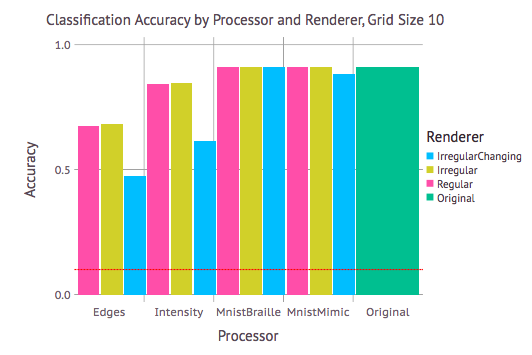 Classification Accuracy by Processor and Renderer, Grid Size 10
1.0
0.5
0.0
Accuracy
Edges Intensity MnistBraille MnistMimic Original
Processor
Renderer
IrregularChanging
Irregular
Regular
Original